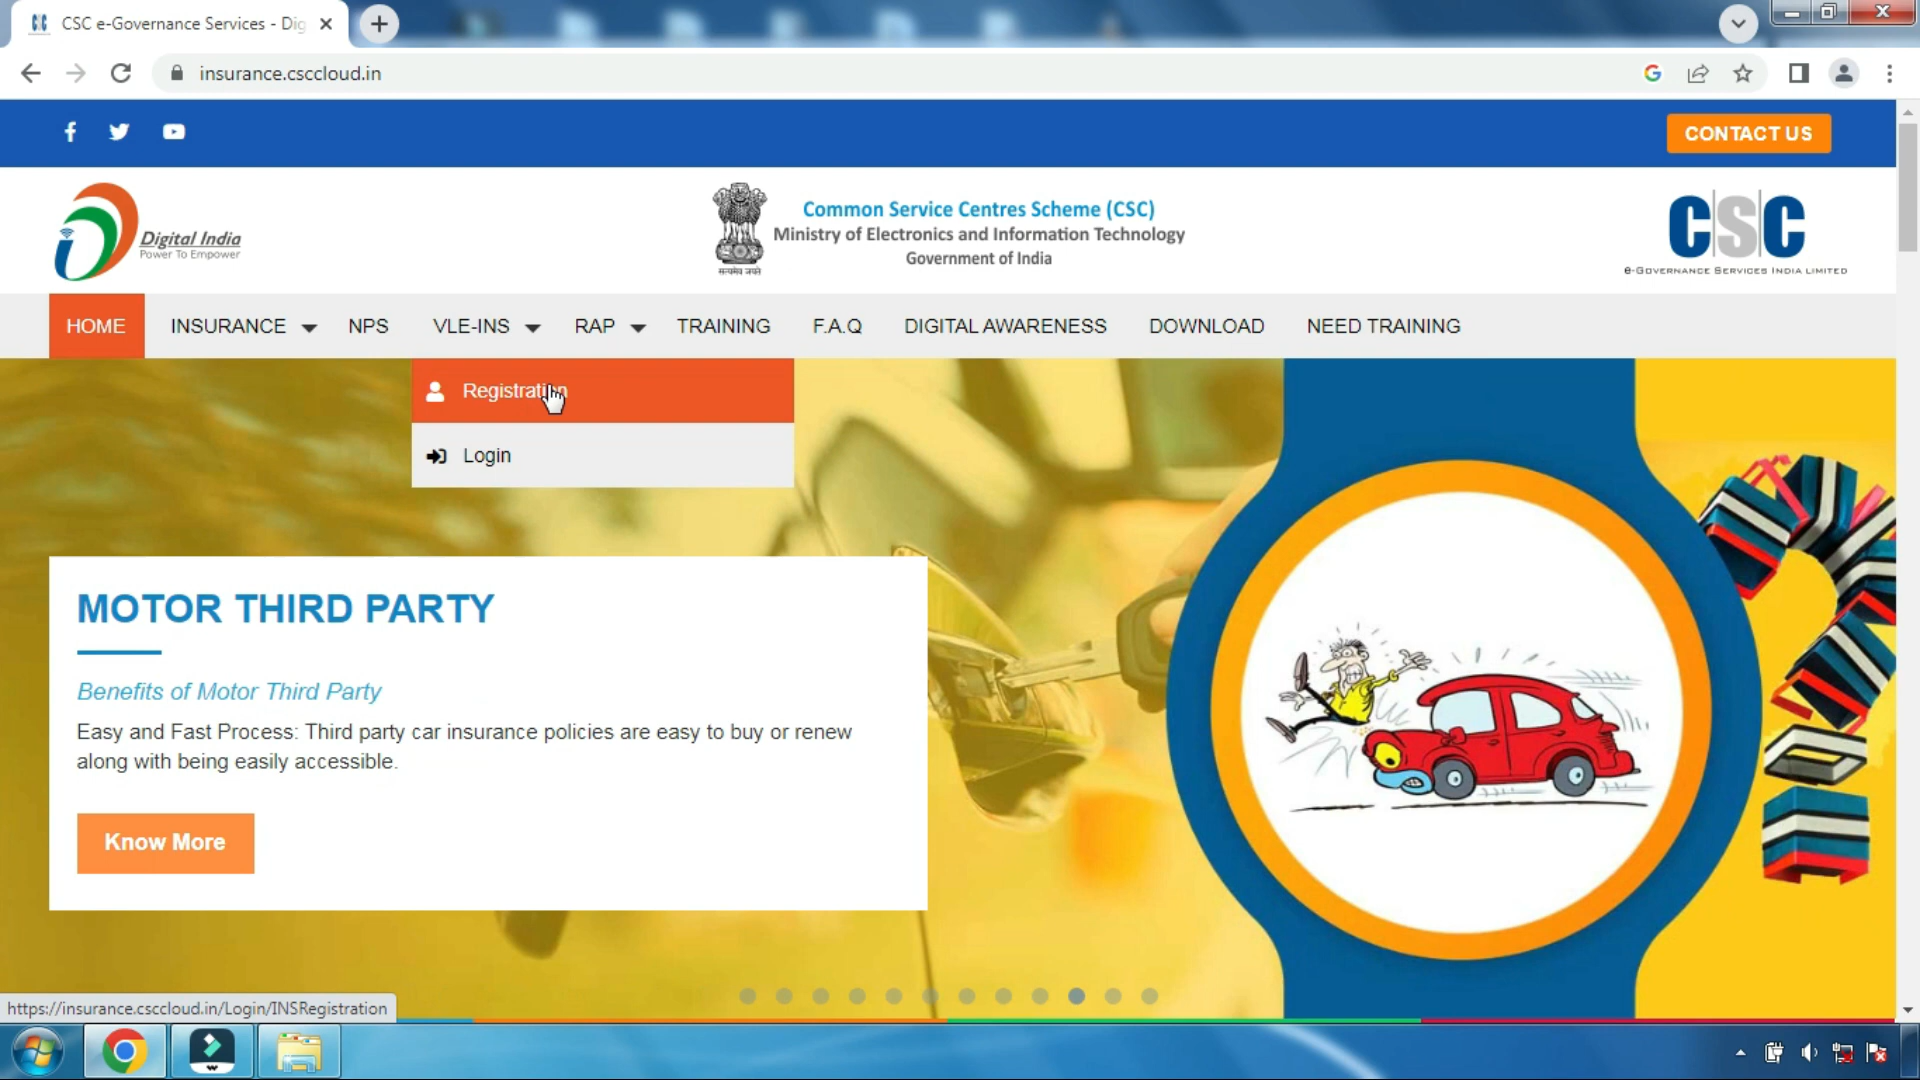 CSC e-Governance Services - Dig
insurance.csccloud.in
CONTACT US
Digital India
Power To Empower
सत्यमेव जयते
Common Service Centres Scheme (CSC)
Ministry of Electronics and Information Technology
Government of India
CSC
e-Governance Services India Limited
HOME INSURANCE NPS VLE-INS RAP TRAINING F.A.Q DIGITAL AWARENESS DOWNLOAD NEED TRAINING
Registration
Login
MOTOR THIRD PARTY
Benefits of Motor Third Party
Easy and Fast Process: Third party car insurance policies are easy to buy or renew
along with being easily accessible.
Know More
https://insurance.csccloud.in/Login/INSRegistration